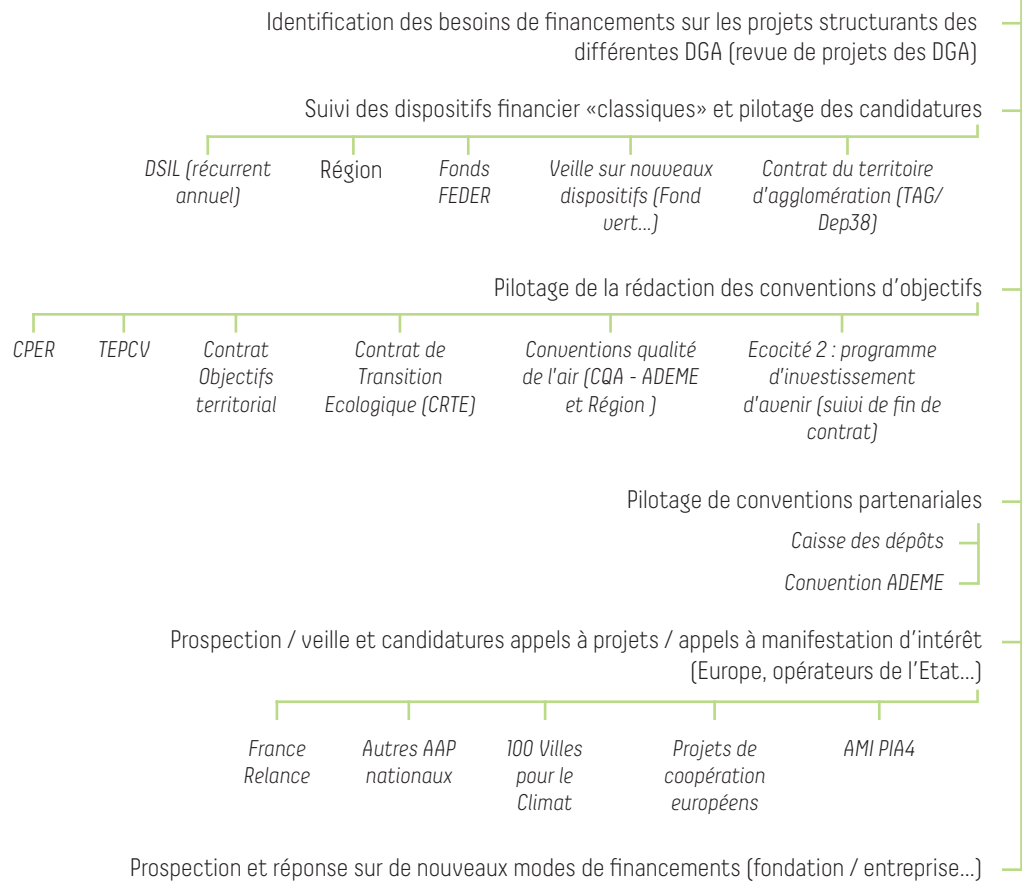 Identification des besoins de financements sur les projets structurants des
différentes DGA (revue de projets des DGA)
Suivi des dispositifs financier «classiques» et pilotage des candidatures
DSIL (récurrent
annuel)
Région
Fonds
FEDER
Veille sur nouveaux
dispositifs (Fond
vert...)
Contrat du territoire
d'agglomération (TAG/
Dep38)
Pilotage de la rédaction des conventions d'objectifs
CPER
TEPCV
Contrat
Objectifs
territorial
Contrat de
Transition
Ecologique (CRTE)
Conventions qualité
de l'air (CQA - ADEME
et Région )
Ecocité 2 : programme
d'investissement
d'avenir (suivi de fin de
contrat)
Pilotage de conventions partenariales
Caisse des dépôts
Convention ADEME
Prospection / veille et candidatures appels à projets / appels à manifestation d'intérêt
(Europe, opérateurs de l'Etat...)
France
Relance
Autres AAP
nationaux
100 Villes
pour le
Climat
Projets de
coopération
européens
AMI PIA4
Prospection et réponse sur de nouveaux modes de financements (fondation / entreprise...)